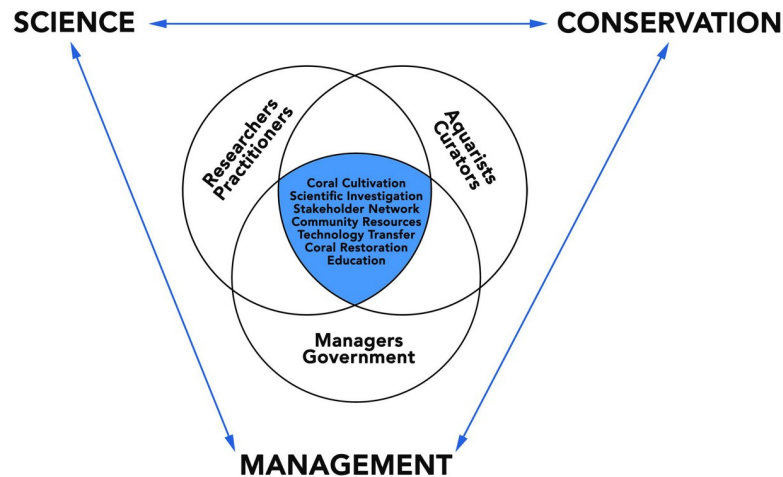 SCIENCE
CONSERVATION
Researchers
Practitioners
Aquarists
Curators
Coral Cultivation
Scientific Investigation
Stakeholder Network
Community Resources
Technology Transfer
Coral Restoration
Education
Managers
Government
MANAGEMENT